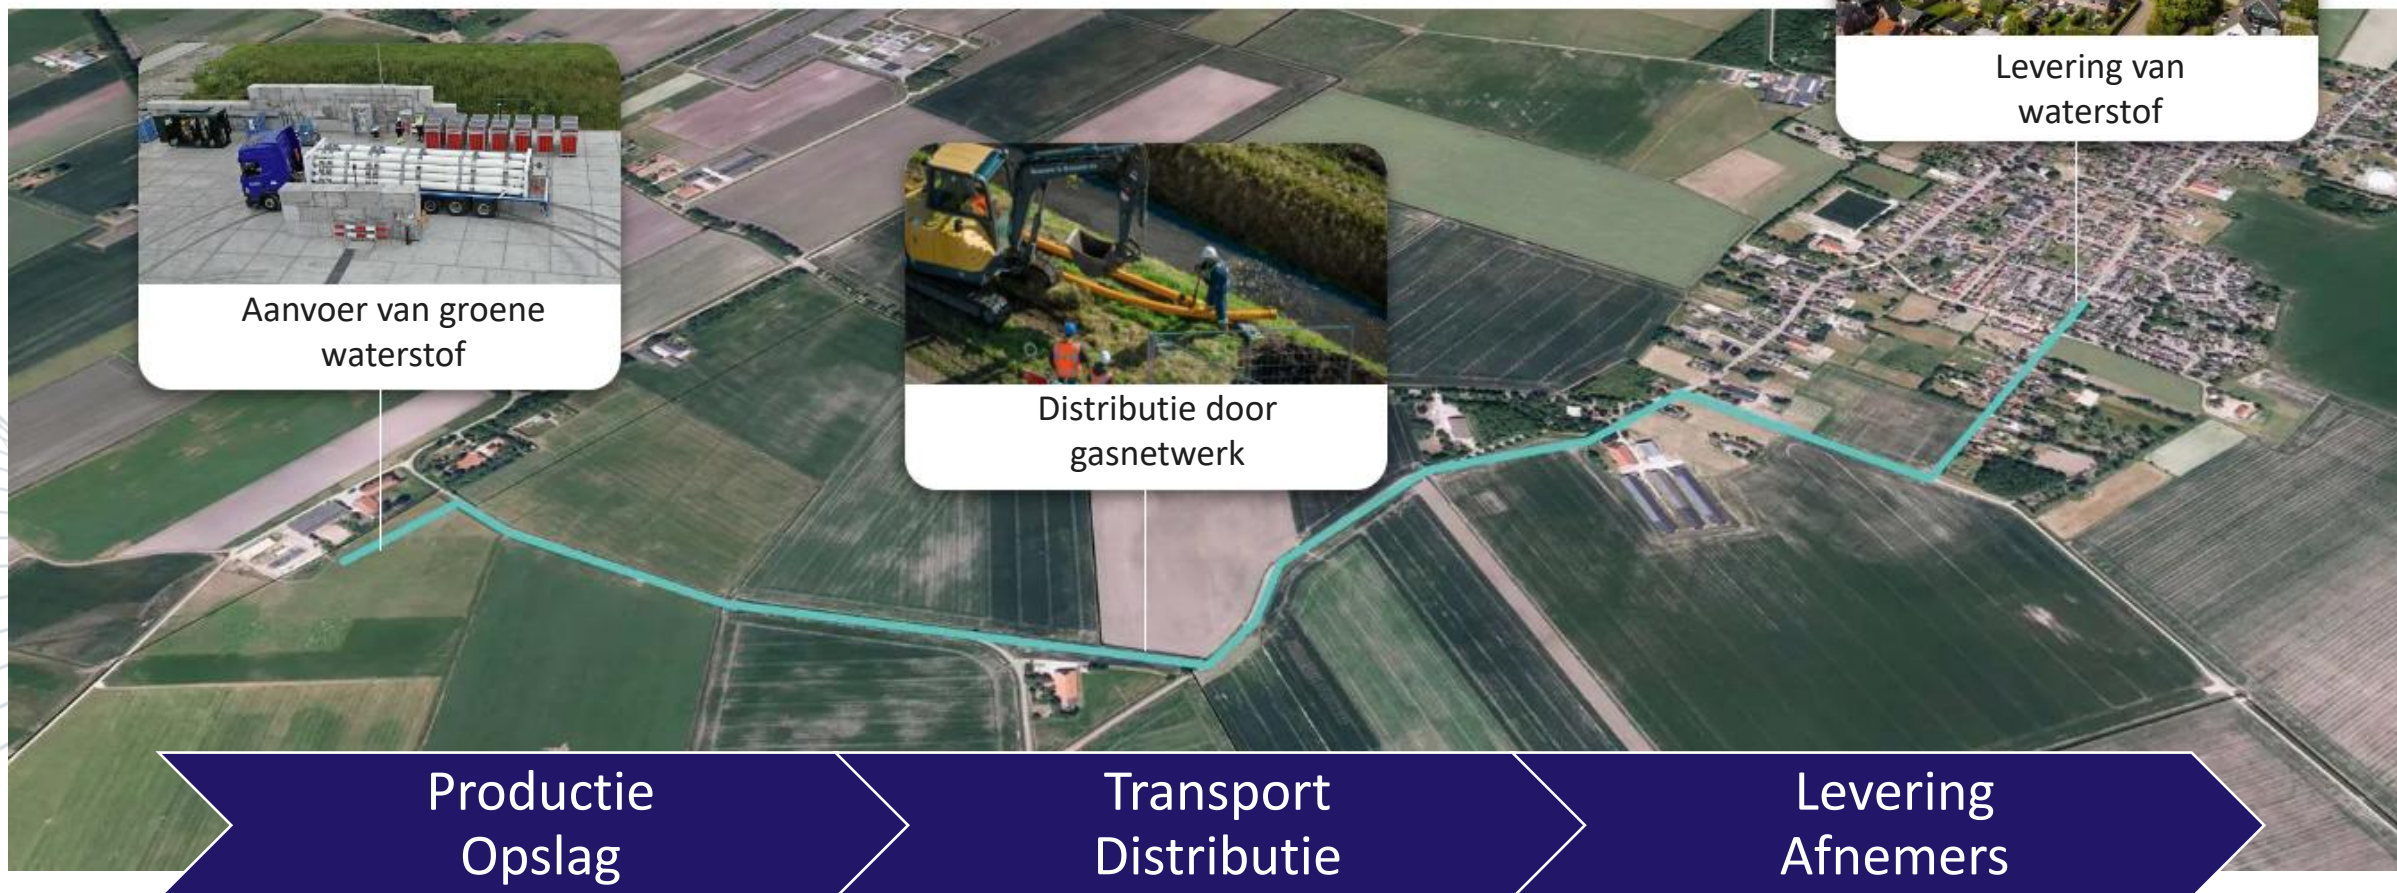 Levering van
waterstof
Aanvoer van groene
waterstof
Distributie door
gasnetwerk
Productie
Opslag
Transport
Distributie
Levering
Afnemers